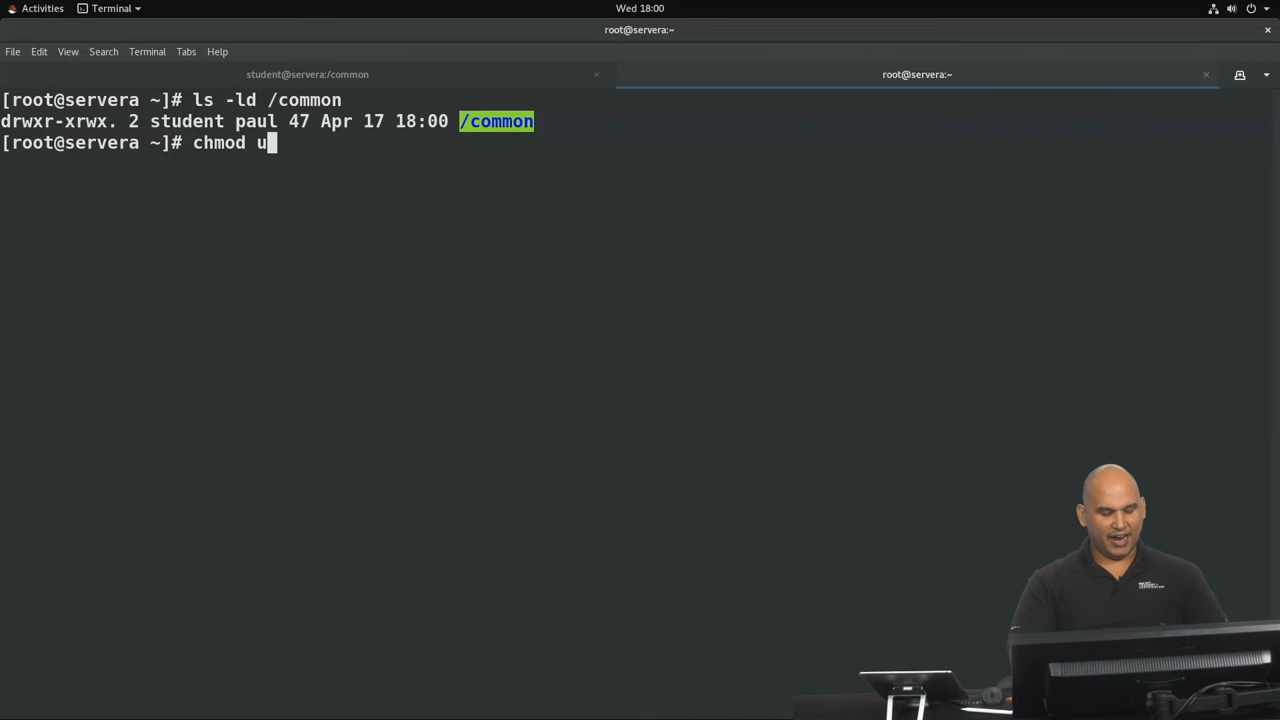 Activities
Terminal
Wed 18:00
root@servera:~
File Edit View Search Terminal Tabs Help
student@servera:/common
root@servera:~
[root@servera ~]# ls -ld /common
drwxr-xrwx. 2 student paul 47 Apr 17 18:00 /common
[root@servera ~]# chmod u